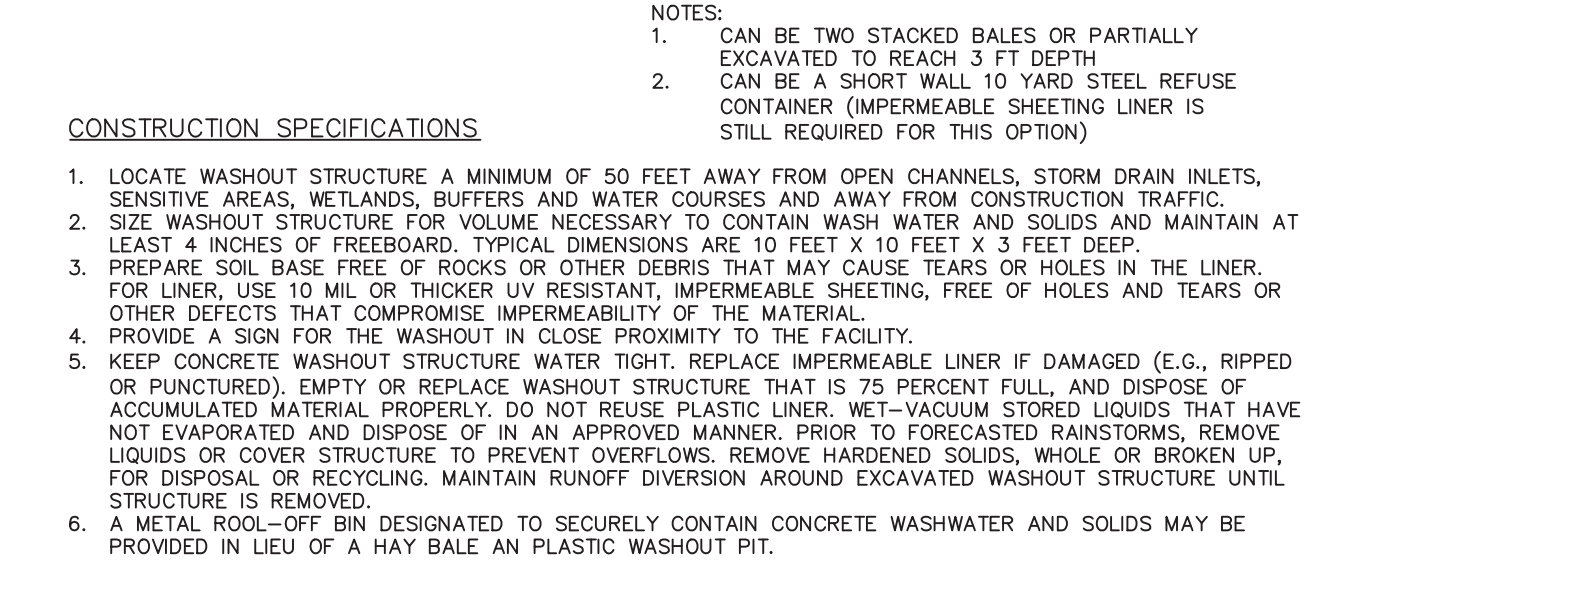 NOTES:
1. CAN BE TWO STACKED BALES OR PARTIALLY
EXCAVATED TO REACH 3 FT DEPTH
2. CAN BE A SHORT WALL 10 YARD STEEL REFUSE
CONTAINER (IMPERMEABLE SHEETING LINER IS
STILL REQUIRED FOR THIS OPTION)
CONSTRUCTION SPECIFICATIONS
1. LOCATE WASHOUT STRUCTURE A MINIMUM OF 50 FEET AWAY FROM OPEN CHANNELS, STORM DRAIN INLETS,
SENSITIVE AREAS, WETLANDS, BUFFERS AND WATER COURSES AND AWAY FROM CONSTRUCTION TRAFFIC.
2. SIZE WASHOUT STRUCTURE FOR VOLUME NECESSARY TO CONTAIN WASH WATER AND SOLIDS AND MAINTAIN AT
LEAST 4 INCHES OF FREEBOARD. TYPICAL DIMENSIONS ARE 10 FEET X 10 FEET X 3 FEET DEEP.
3. PREPARE SOIL BASE FREE OF ROCKS OR OTHER DEBRIS THAT MAY CAUSE TEARS OR HOLES IN THE LINER.
FOR LINER, USE 10 MIL OR THICKER UV RESISTANT, IMPERMEABLE SHEETING, FREE OF HOLES AND TEARS OR
OTHER DEFECTS THAT COMPROMISE IMPERMEABILITY OF THE MATERIAL.
4. PROVIDE A SIGN FOR THE WASHOUT IN CLOSE PROXIMITY TO THE FACILITY.
5. KEEP CONCRETE WASHOUT STRUCTURE WATER TIGHT. REPLACE IMPERMEABLE LINER IF DAMAGED (E.G., RIPPED
OR PUNCTURED). EMPTY OR REPLACE WASHOUT STRUCTURE THAT IS 75 PERCENT FULL, AND DISPOSE OF
ACCUMULATED MATERIAL PROPERLY. DO NOT REUSE PLASTIC LINER. WET-VACUUM STORED LIQUIDS THAT HAVE
NOT EVAPORATED AND DISPOSE OF IN AN APPROVED MANNER. PRIOR TO FORECASTED RAINSTORMS, REMOVE
LIQUIDS OR COVER STRUCTURE TO PREVENT OVERFLOWS. REMOVE HARDENED SOLIDS, WHOLE OR BROKEN UP,
FOR DISPOSAL OR RECYCLING. MAINTAIN RUNOFF DIVERSION AROUND EXCAVATED WASHOUT STRUCTURE UNTIL
STRUCTURE IS REMOVED.
6. A METAL ROOL-OFF BIN DESIGNATED TO SECURELY CONTAIN CONCRETE WASHWATER AND SOLIDS MAY BE
PROVIDED IN LIEU OF A HAY BALE AN PLASTIC WASHOUT PIT.